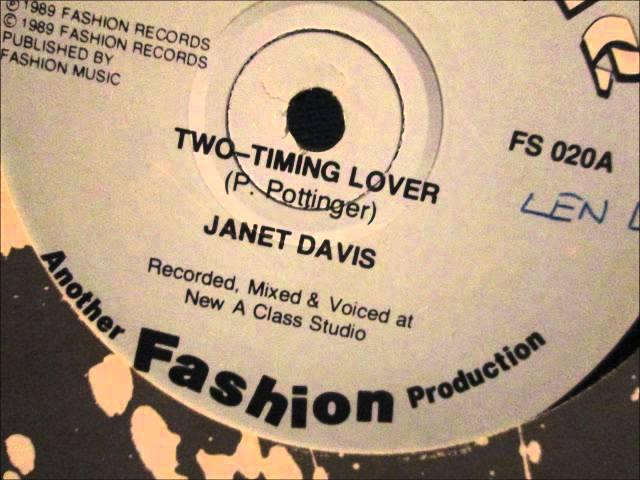 ℗ 1989 FASHION RECORDS
© 1989 FASHION RECORDS
PUBLISHED BY
FASHION MUSIC
FS 020A
LEN
TWO-TIMING LOVER
(P. Pottinger)
JANET DAVIS
Recorded, Mixed & Voiced at
New A Class Studio
Another Fashion Production